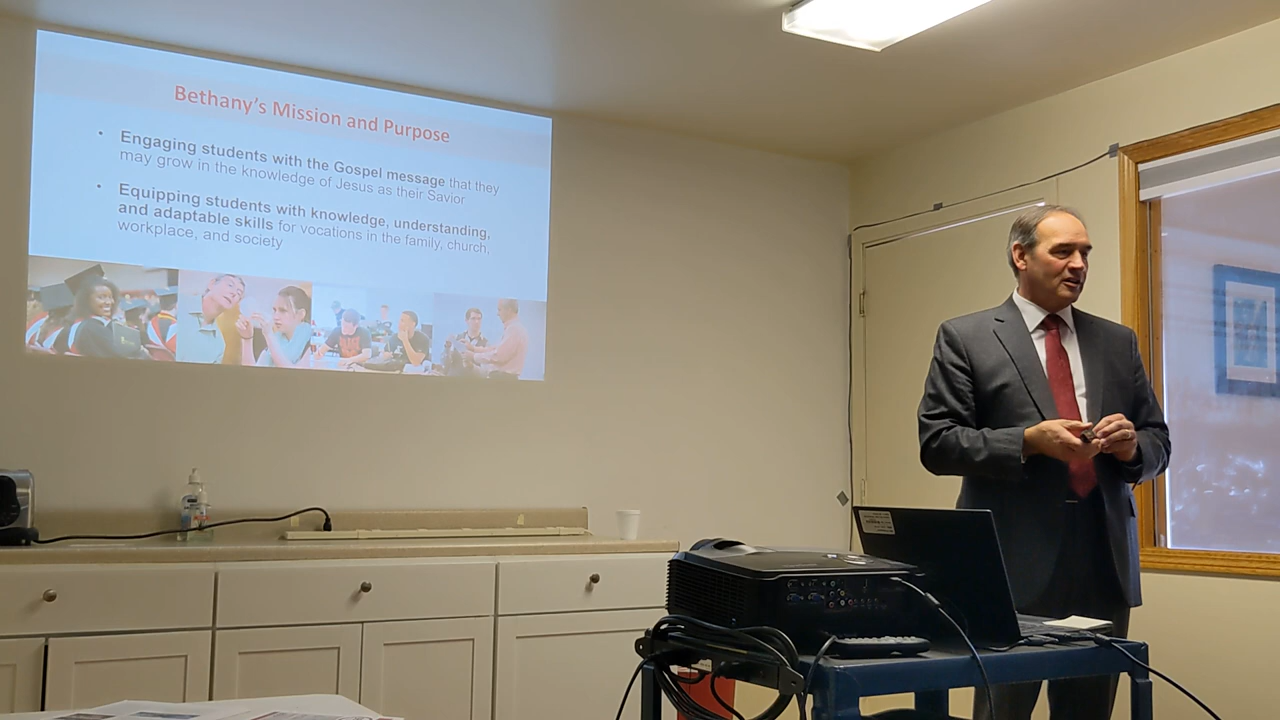 Bethany's Mission and Purpose
• Engaging students with the Gospel message that they
may grow in the knowledge of Jesus as their Savior
• Equipping students with knowledge, understanding,
and adaptable skills for vocations in the family, church,
workplace, and society